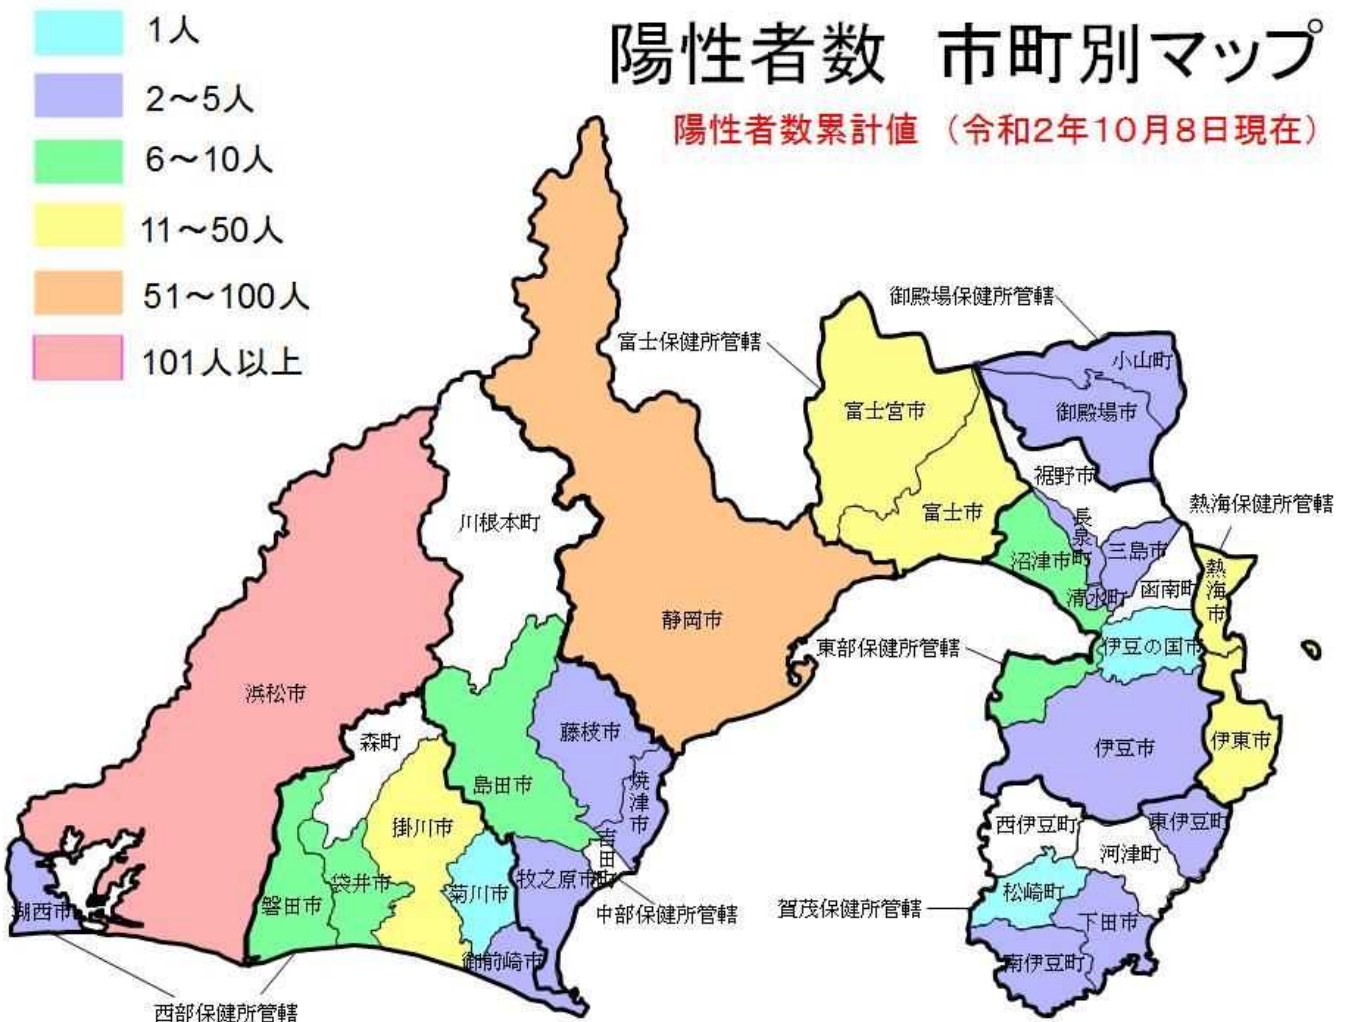 1人
2～5人
6～10人
11～50人
51～100人
101人以上
陽性者数 市町別マップ
陽性者数累計値 （令和2年10月8日現在）
御殿場保健所管轄
富士保健所管轄
小山町
御殿場市
富士宮市
裾野市
熱海保健所管轄
富士市
川根本町
長泉町
三島市
沼津市
函南町
熱海市
清水町
静岡市
東部保健所管轄
伊豆の国市
浜松市
森町
藤枝市
伊豆市
伊東市
島田市
焼津市
掛川市
西伊豆町
東伊豆町
吉田町
河津町
袋井市
菊川市
牧之原市
松崎町
磐田市
湖西市
中部保健所管轄
賀茂保健所管轄
下田市
御前崎市
南伊豆町
西部保健所管轄